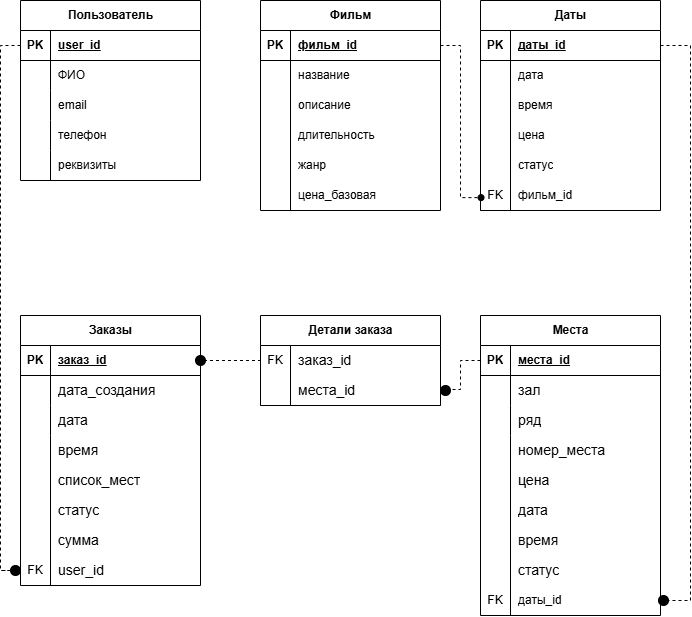 Пользователь
PK user_id
ФИО
email
телефон
реквизиты
Фильм
PK фильм_id
название
описание
длительность
жанр
цена_базовая
Даты
PK даты_id
дата
время
цена
статус
FK фильм_id
Заказы
PK заказ_id
дата_создания
дата
время
список_мест
статус
сумма
FK user_id
Детали заказа
FK заказ_id
места_id
Места
PK места_id
зал
ряд
номер_места
цена
дата
время
статус
FK даты_id